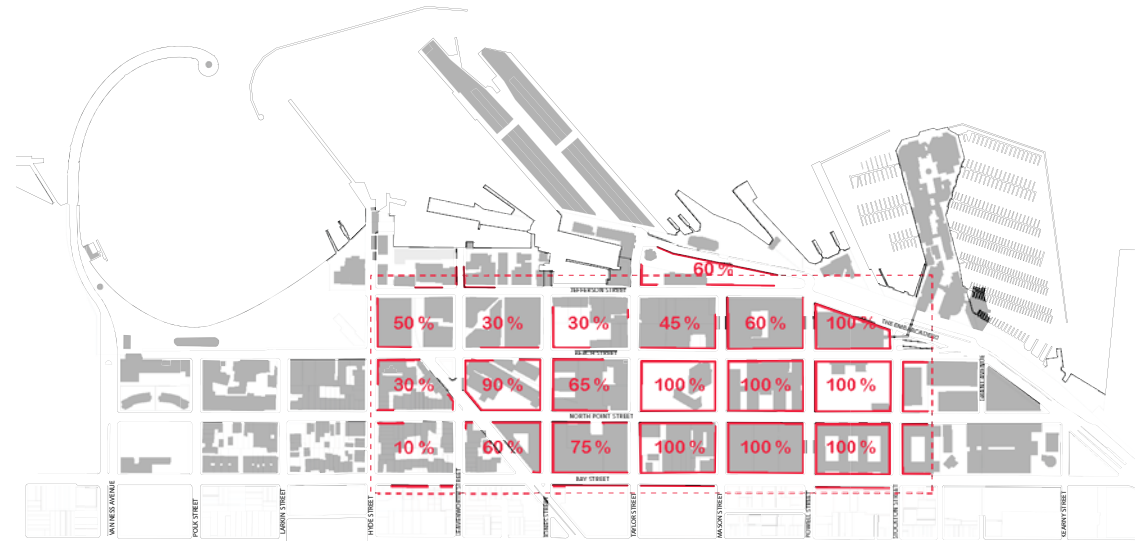 60 %
JEFFERSON STREET
50 %
30 %
30 %
45 %
60 %
100 %
THE EMBARCADERO
BEACH STREET
30 %
90 %
65 %
100 %
100 %
100 %
NORTH POINT STREET
10 %
60 %
75 %
100 %
100 %
100 %
BAY STREET
VAN NESS AVENUE
POLK STREET
LARKIN STREET
HYDE STREET
LEAVENWORTH STREET
JONES STREET
TAYLOR STREET
MASON STREET
POWELL STREET
STOCKTON STREET
KEARNY STREET